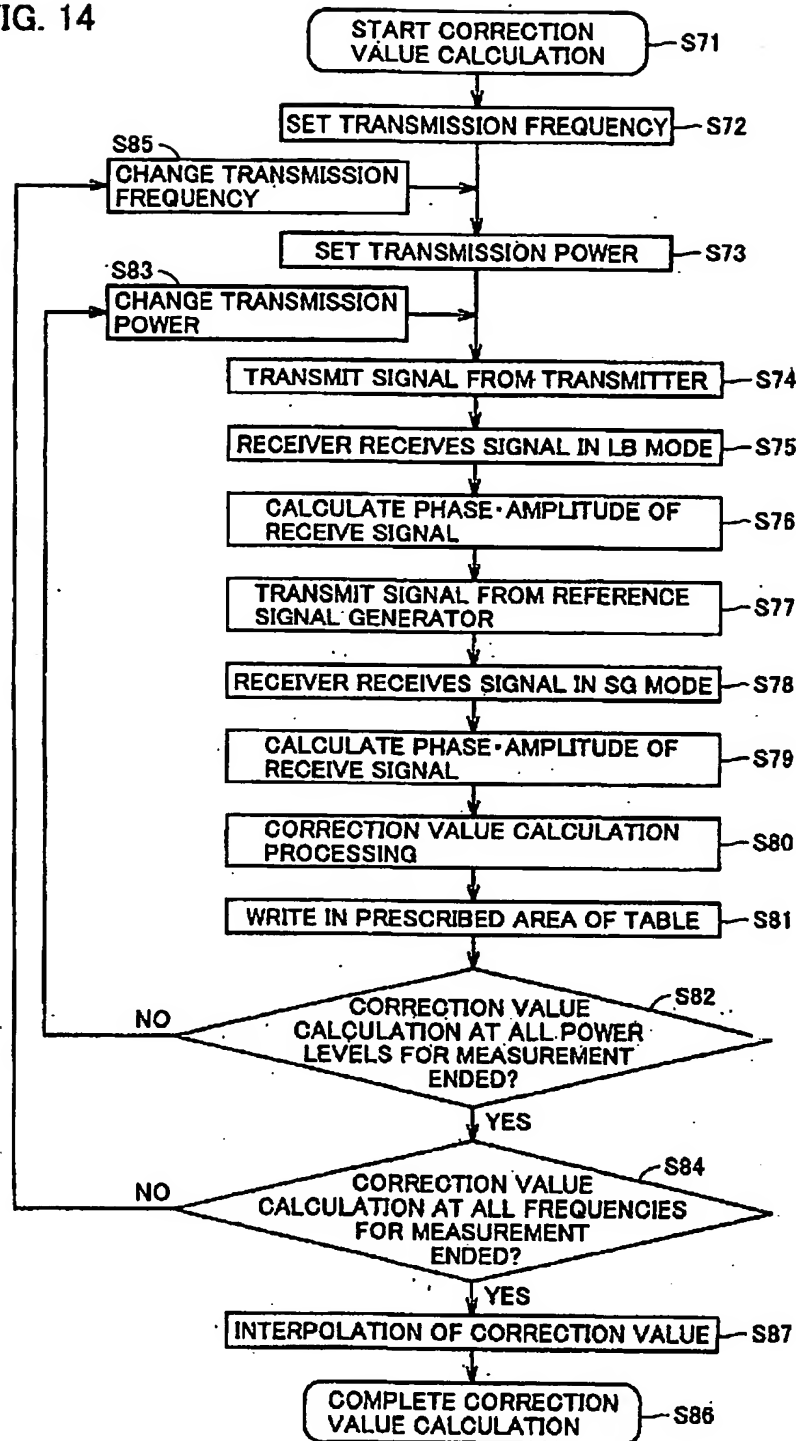 IG. 14
START CORRECTION
VALUE CALCULATION
S71
SET TRANSMISSION FREQUENCY
S72
S85
CHANGE TRANSMISSION
FREQUENCY
SET TRANSMISSION POWER
S73
S83
CHANGE TRANSMISSION
POWER
TRANSMIT SIGNAL FROM TRANSMITTER
S74
RECEIVER RECEIVES SIGNAL IN LB MODE
S75
CALCULATE PHASE·AMPLITUDE OF
RECEIVE SIGNAL
S76
TRANSMIT SIGNAL FROM REFERENCE
SIGNAL GENERATOR
S77
RECEIVER RECEIVES SIGNAL IN SG MODE
S78
CALCULATE PHASE·AMPLITUDE OF
RECEIVE SIGNAL
S79
CORRECTION VALUE CALCULATION
PROCESSING
S80
WRITE IN PRESCRIBED AREA OF TABLE
S81
S82
NO
CORRECTION VALUE
CALCULATION AT ALL POWER
LEVELS FOR MEASUREMENT
ENDED?
YES
S84
NO
CORRECTION VALUE
CALCULATION AT ALL FREQUENCIES
FOR MEASUREMENT
ENDED?
YES
INTERPOLATION OF CORRECTION VALUE
S87
COMPLETE CORRECTION
VALUE CALCULATION
S86